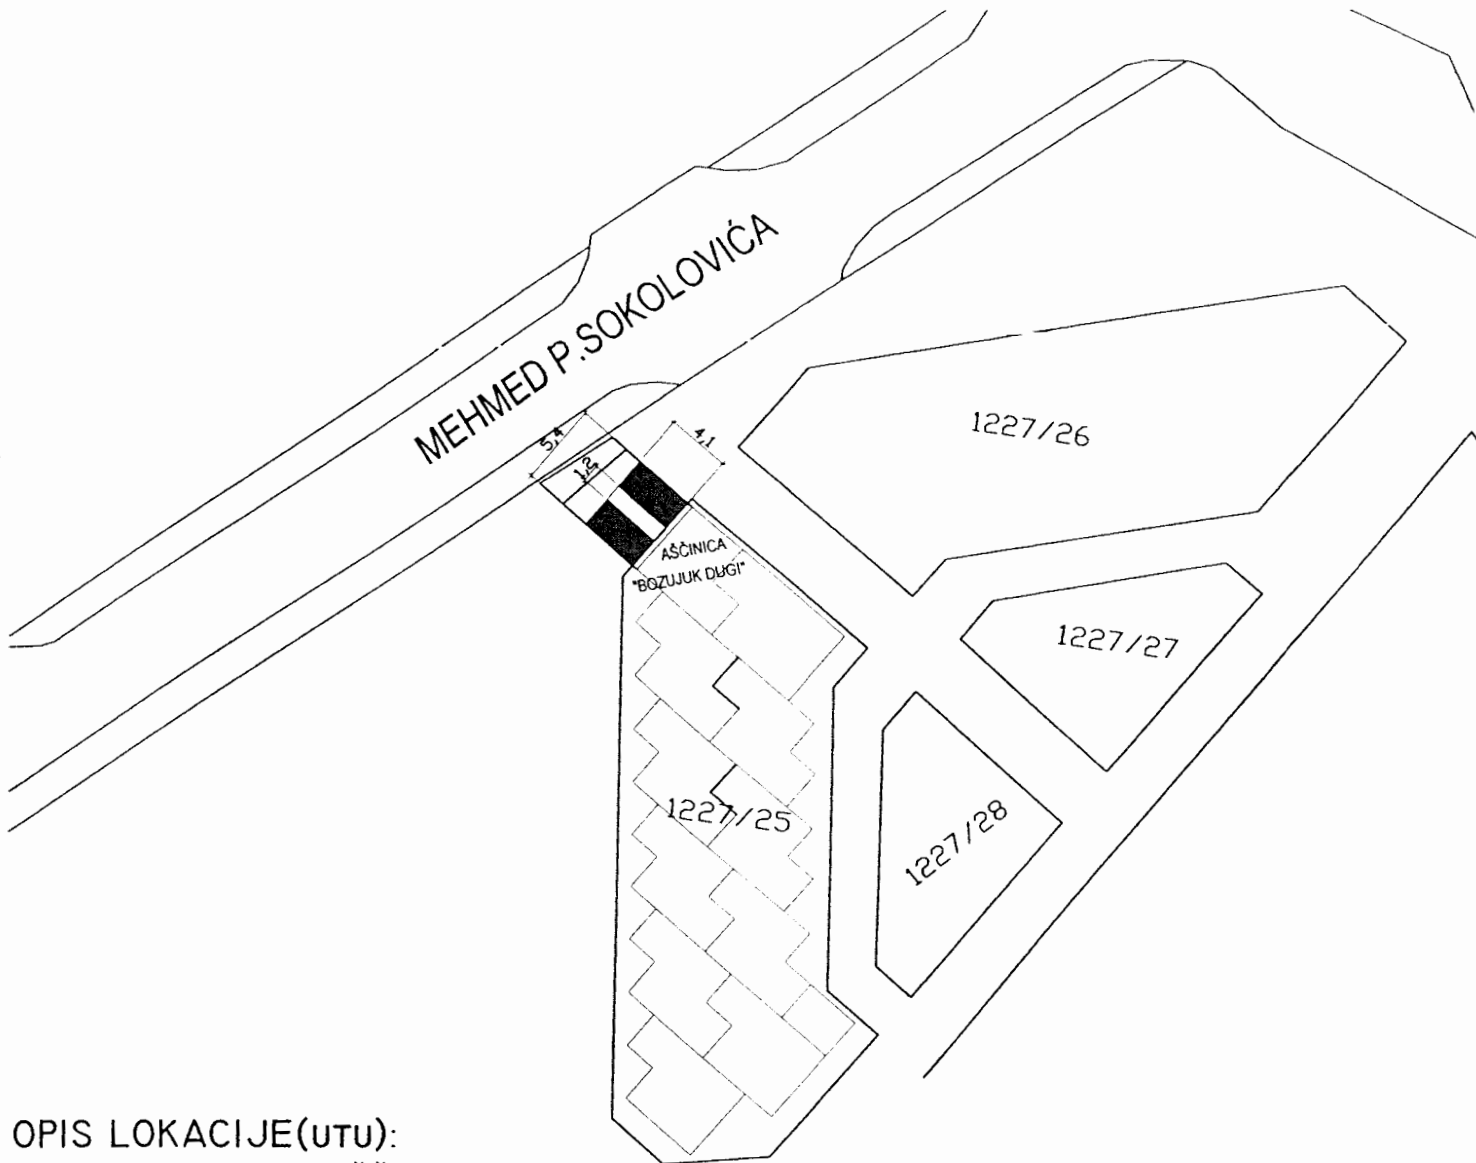 MEHMED P.SOKOLOVIĆA
5,4
4,1
1,2
1227/26
AŠČINICA
"BOZUJUK DUGI"
1227/27
1227/25
1227/28
OPIS LOKACIJE(UTU):